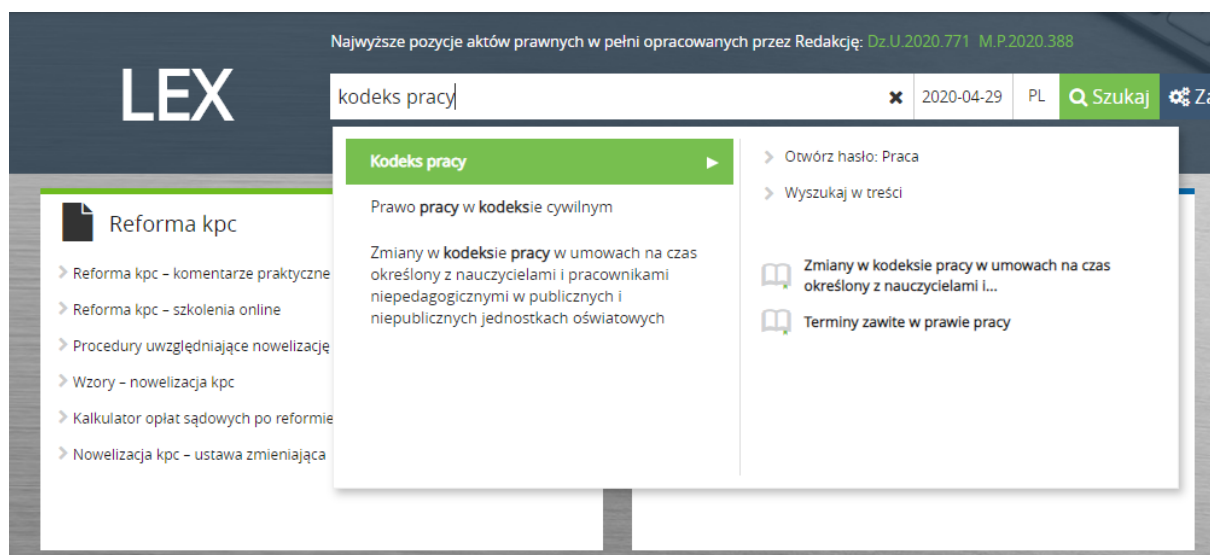 Najwyższe pozycje aktów prawnych w pełni opracowanych przez Redakcję: Dz.U.2020.771 M.P.2020.388
LEX
kodeks pracy
2020-04-29
PL
Szukaj
Kodeks pracy
Prawo pracy w kodeksie cywilnym
Zmiany w kodeksie pracy w umowach na czas
określony z nauczycielami i pracownikami
niepedagogicznymi w publicznych i
niepublicznych jednostkach oświatowych
Otwórz hasło: Praca
Wyszukaj w treści
Zmiany w kodeksie pracy w umowach na czas
określony z nauczycielami i...
Terminy zawite w prawie pracy
Reforma kpc
Reforma kpc – komentarze praktyczne
Reforma kpc – szkolenia online
Procedury uwzględniające nowelizację
Wzory – nowelizacja kpc
Kalkulator opłat sądowych po reformie
Nowelizacja kpc – ustawa zmieniająca